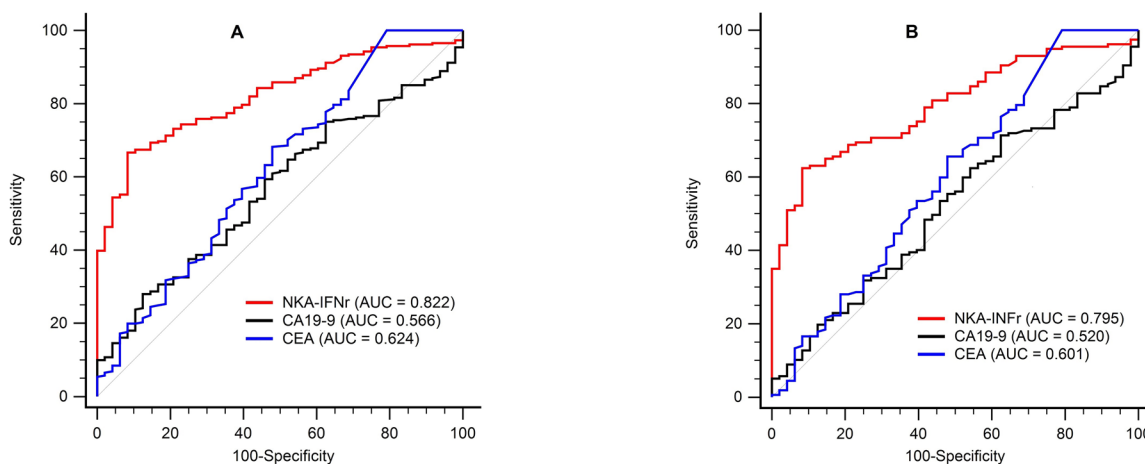 A
100
80
60
40
20
0
Sensitivity
NKA-IFNr (AUC = 0.822)
CA19-9 (AUC = 0.566)
CEA (AUC = 0.624)
0 20 40 60 80 100
100-Specificity
B
100
80
60
40
20
0
Sensitivity
NKA-INFr (AUC = 0.795)
CA19-9 (AUC = 0.520)
CEA (AUC = 0.601)
0 20 40 60 80 100
100-Specificity